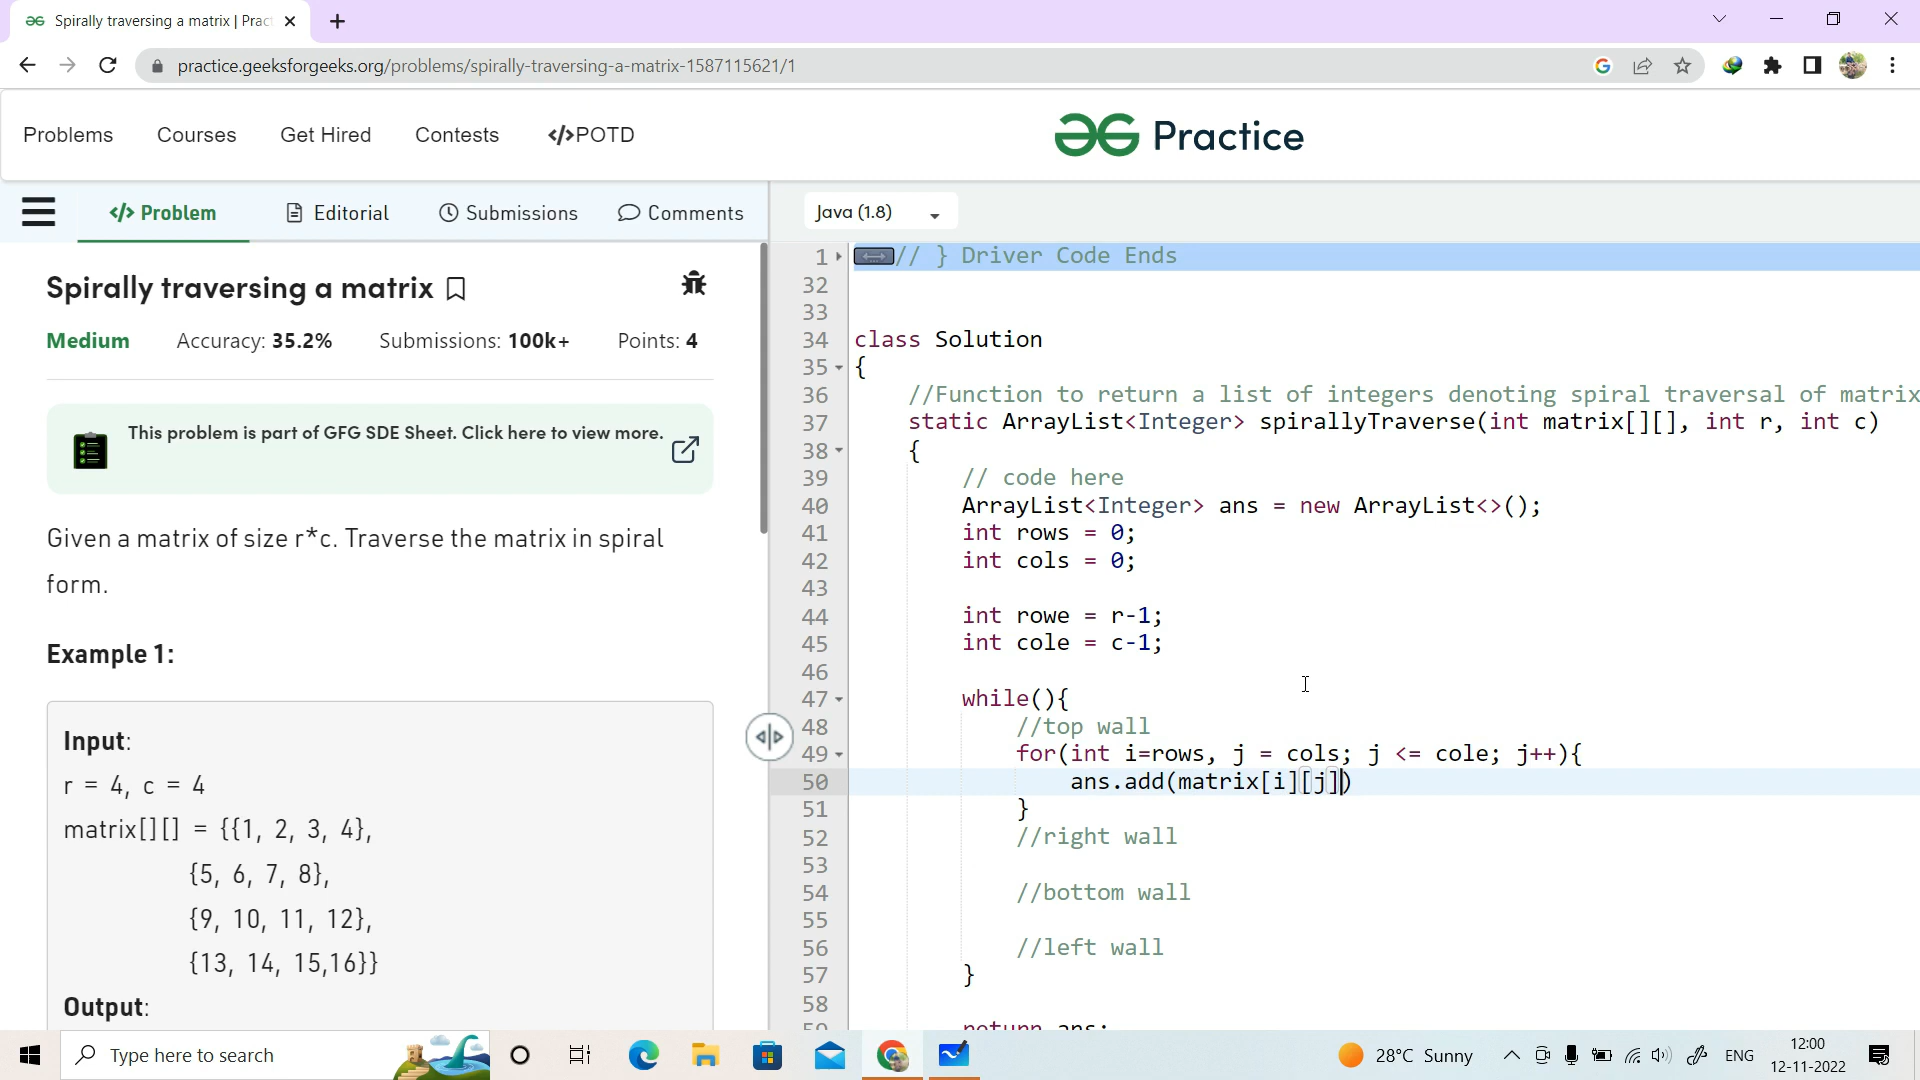 Spirally traversing a matrix | Prac
practice.geeksforgeeks.org/problems/spirally-traversing-a-matrix-1587115621/1
Problems Courses Get Hired Contests </>POTD
Practice
</> Problem Editorial Submissions Comments
Java (1.8)
Spirally traversing a matrix
Medium Accuracy: 35.2% Submissions: 100k+ Points: 4
This problem is part of GFG SDE Sheet. Click here to view more.
Given a matrix of size r*c. Traverse the matrix in spiral
form.
Example 1:
Input:
r = 4, c = 4
matrix[][] = {{1, 2, 3, 4},
{5, 6, 7, 8},
{9, 10, 11, 12},
{13, 14, 15,16}}
Output:
1 // } Driver Code Ends
32
33
34 class Solution
35 {
36 //Function to return a list of integers denoting spiral traversal of matrix
37 static ArrayList<Integer> spirallyTraverse(int matrix[][], int r, int c)
38 {
39 // code here
40 ArrayList<Integer> ans = new ArrayList<>();
41 int rows = 0;
42 int cols = 0;
43
44 int rowe = r-1;
45 int cole = c-1;
46
47 while(){
48 //top wall
49 for(int i=rows, j = cols; j <= cole; j++){
50 ans.add(matrix[i][j])
51 }
52 //right wall
53
54 //bottom wall
55
56 //left wall
57 }
58
59 return ans;
Type here to search
28°C Sunny
ENG
12:00
12-11-2022